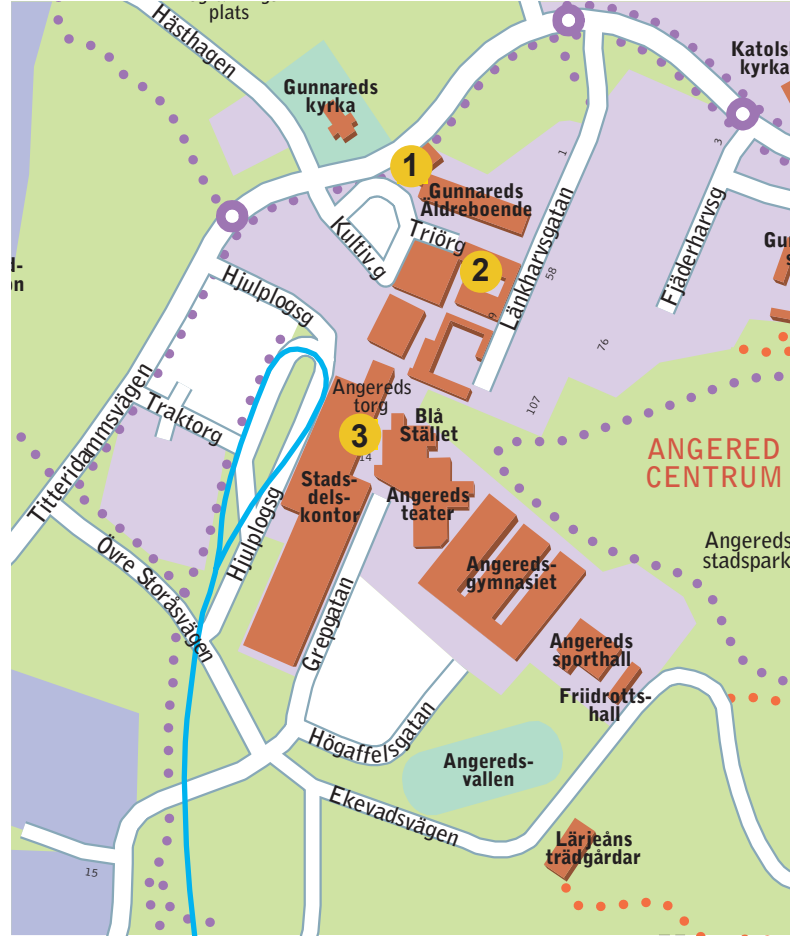 plats
Hästhagen
Gunnareds
kyrka
Katols
kyrka
1
Gunnareds
Äldreboende
Kultiv.g
Triörg
2
Länkharvsgatan
1
58
9
76
107
3
Fjäderharvsg
Hjulplogsg
Titteridammsvägen
Traktorg
Angereds
torg
3
14
Blå
Stället
Stads-
dels-
kontor
Angereds
teater
ANGERED
CENTRUM
Angereds
stadspark
Hjulplogsg
Övre Storåsvägen
Grepgatan
Angereds-
gymnasiet
Angereds
sporthall
Friidrotts-
hall
Högaffelsgatan
Angereds-
vallen
Ekevadsvägen
Lärjeåns
trädgårdar
15